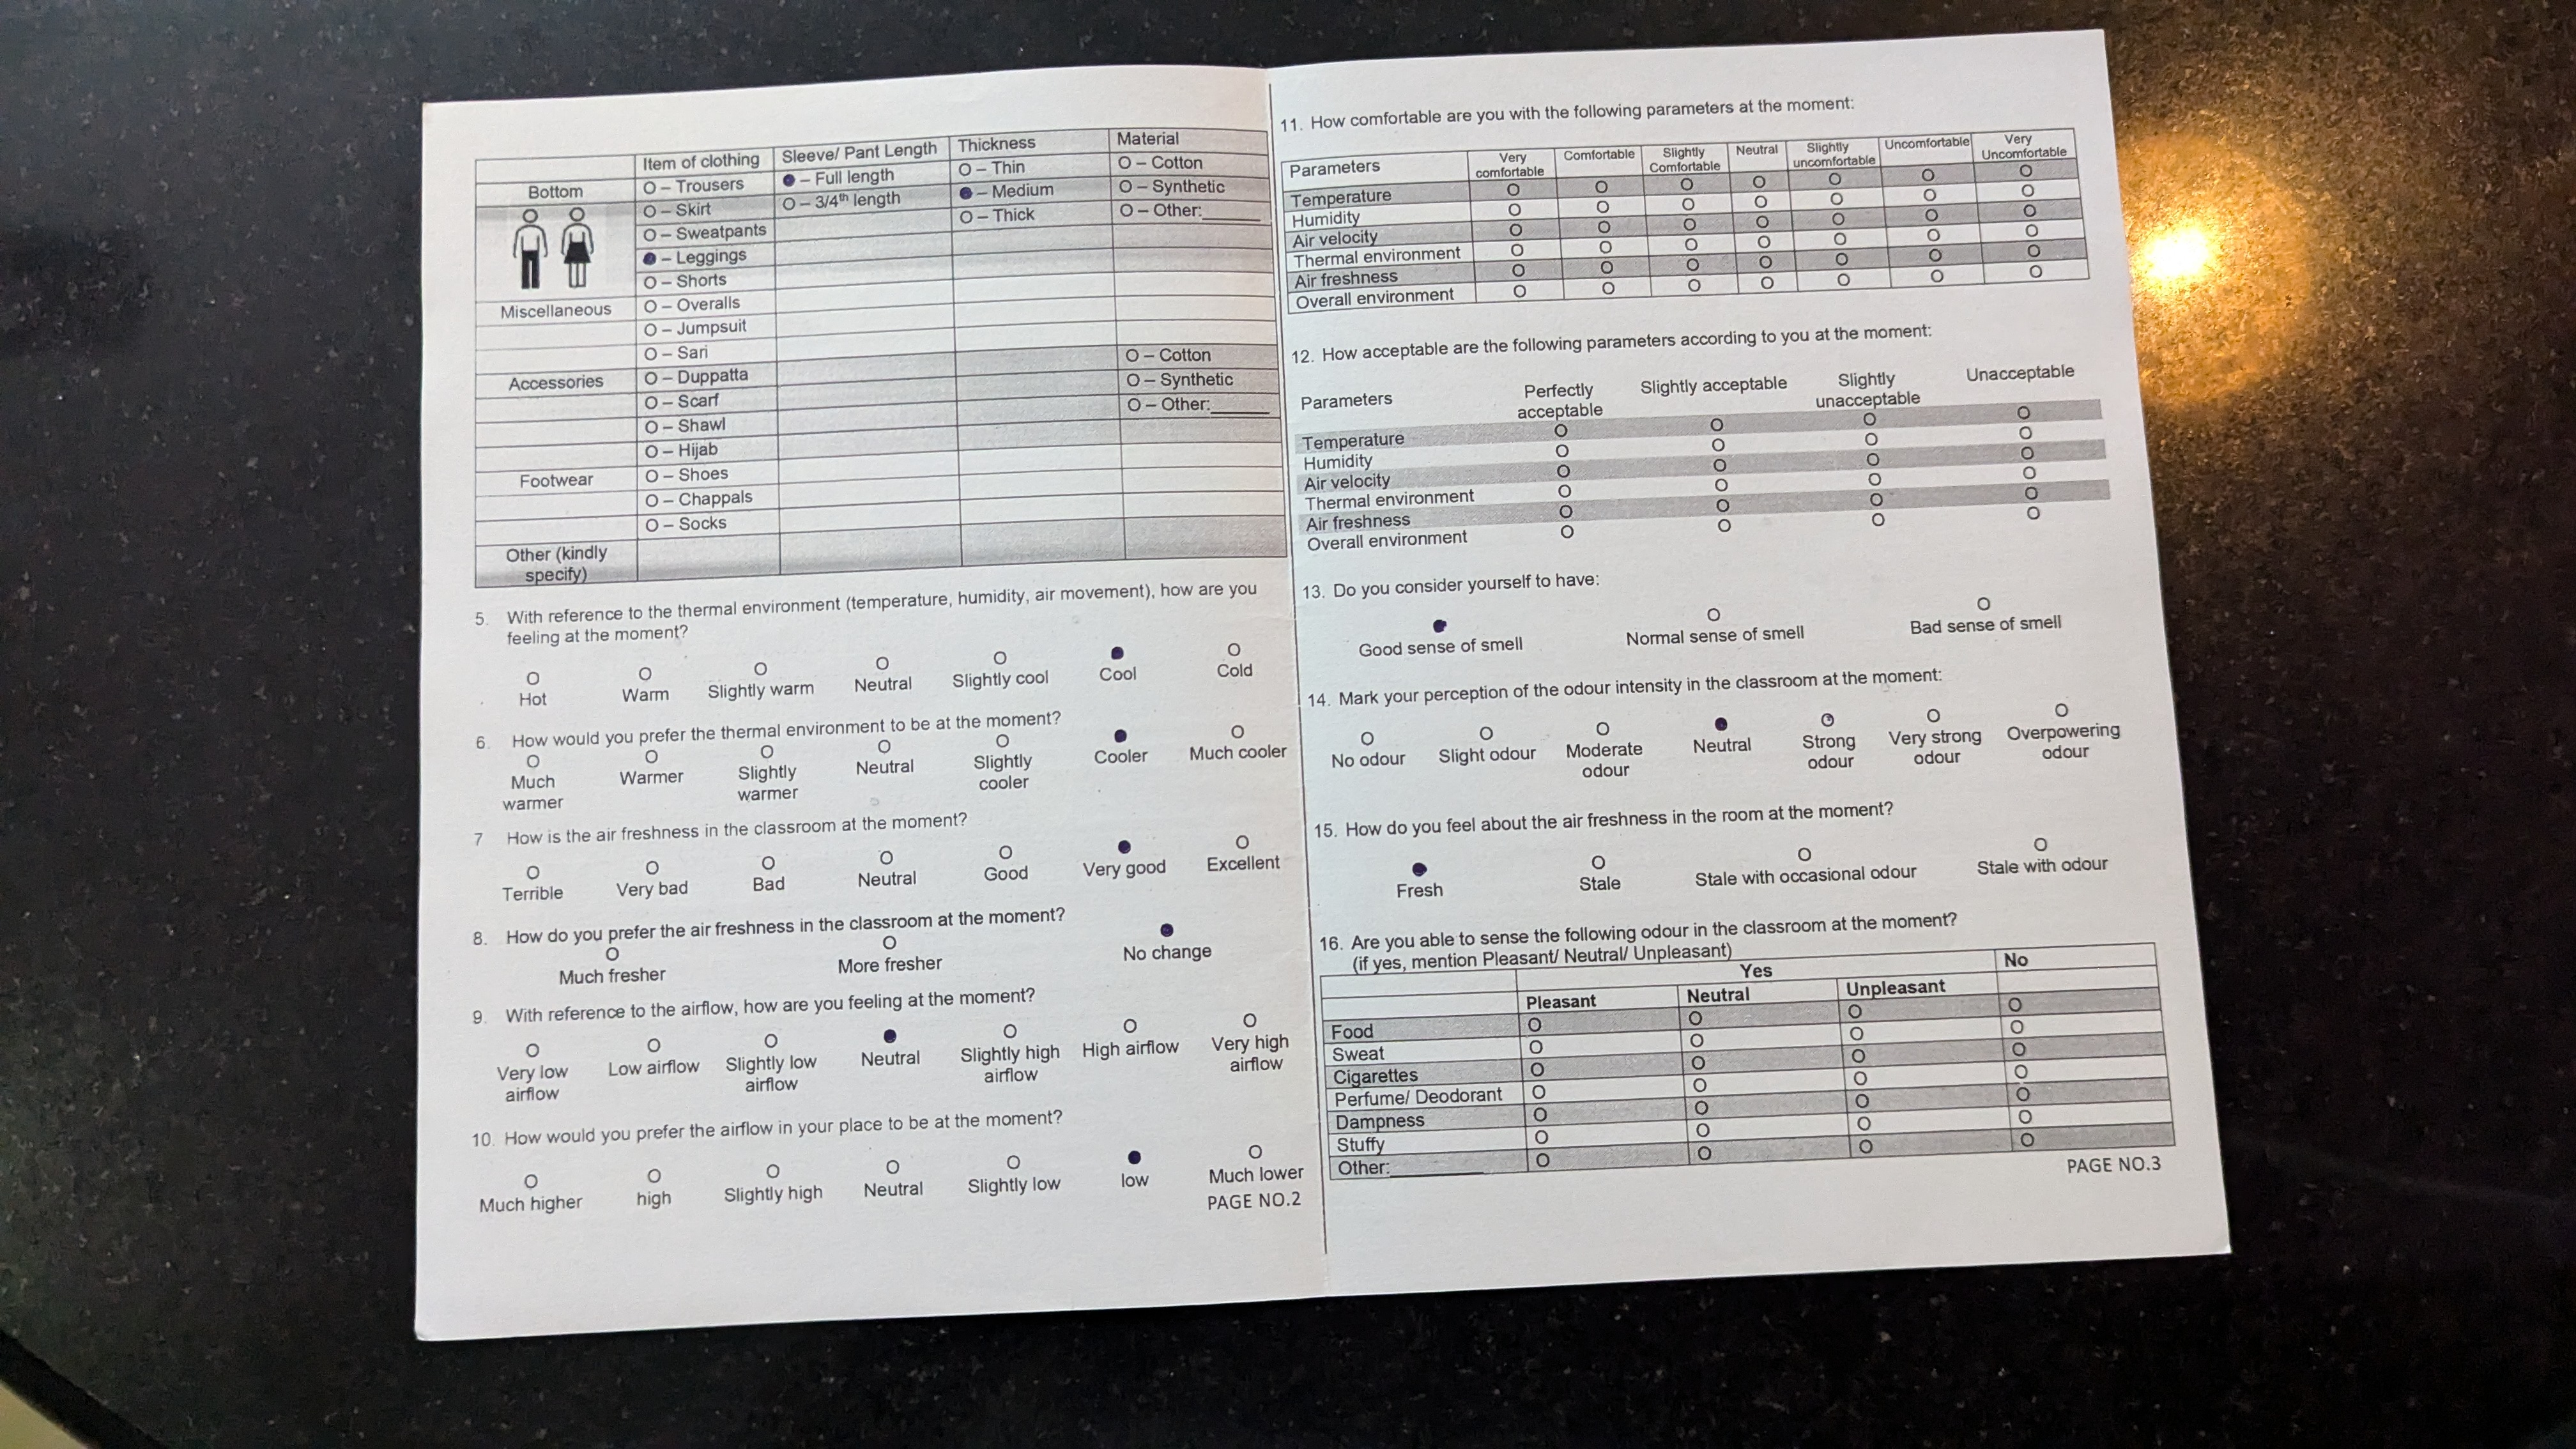 Item of clothing Sleeve/ Pant Length Thickness Material
Bottom O – Trousers ● – Full length O – Thin O – Cotton
O – Skirt O – 3/4th length ● – Medium O – Synthetic
O – Sweatpants O – Thick O – Other:______
● – Leggings
O – Shorts
Miscellaneous O – Overalls
O – Jumpsuit
O – Sari O – Cotton
Accessories O – Duppatta O – Synthetic
O – Scarf O – Other:______
O – Shawl
O – Hijab
Footwear O – Shoes
O – Chappals
O – Socks
Other (kindly
specify)
5. With reference to the thermal environment (temperature, humidity, air movement), how are you
feeling at the moment?
O O O O O ● O
Hot Warm Slightly warm Neutral Slightly cool Cool Cold
6. How would you prefer the thermal environment to be at the moment?
O O O O O ● O
Much Warmer Slightly Neutral Slightly Cooler Much cooler
warmer warmer cooler
7 How is the air freshness in the classroom at the moment?
O O O O O ● O
Terrible Very bad Bad Neutral Good Very good Excellent
8. How do you prefer the air freshness in the classroom at the moment?
O O ●
Much fresher More fresher No change
9. With reference to the airflow, how are you feeling at the moment?
O O O ● O O O
Very low Low airflow Slightly low Neutral Slightly high High airflow Very high
airflow airflow airflow airflow
10. How would you prefer the airflow in your place to be at the moment?
O O O O O ● O
Much higher high Slightly high Neutral Slightly low low Much lower
PAGE NO.2
11. How comfortable are you with the following parameters at the moment:
Parameters Very Comfortable Slightly Neutral Slightly Uncomfortable Very
comfortable Comfortable uncomfortable Uncomfortable
Temperature O O O O O O O
Humidity O O O O O O O
Air velocity O O O O O O O
Thermal environment O O O O O O O
Air freshness O O O O O O O
Overall environment O O O O O O O
12. How acceptable are the following parameters according to you at the moment:
Parameters Perfectly Slightly acceptable Slightly Unacceptable
acceptable unacceptable
Temperature O O O O
Humidity O O O O
Air velocity O O O O
Thermal environment O O O O
Air freshness O O O O
Overall environment O O O O
13. Do you consider yourself to have:
● O O
Good sense of smell Normal sense of smell Bad sense of smell
14. Mark your perception of the odour intensity in the classroom at the moment:
O O O ● O O O
No odour Slight odour Moderate Neutral Strong Very strong Overpowering
odour odour odour odour
15. How do you feel about the air freshness in the room at the moment?
● O O O
Fresh Stale Stale with occasional odour Stale with odour
16. Are you able to sense the following odour in the classroom at the moment?
(if yes, mention Pleasant/ Neutral/ Unpleasant)
Yes No
Pleasant Neutral Unpleasant
Food O O O O
Sweat O O O O
Cigarettes O O O O
Perfume/ Deodorant O O O O
Dampness O O O O
Stuffy O O O O
Other:__________ O O O O
PAGE NO.3